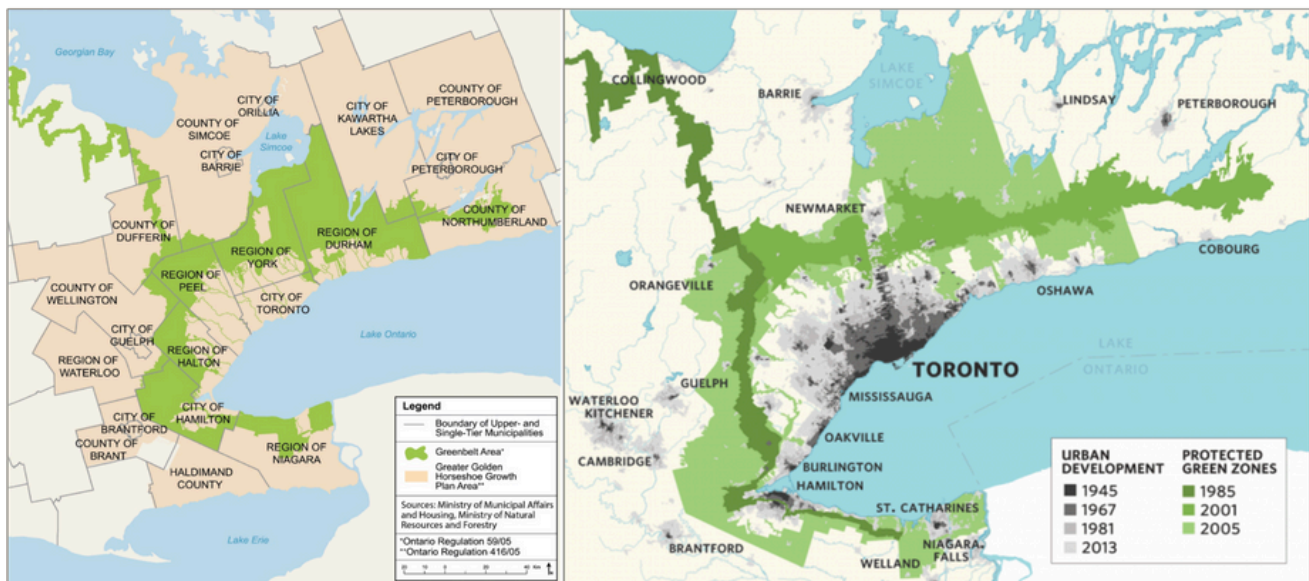 Georgian Bay
COUNTY OF
SIMCOE
CITY OF
ORILLIA
CITY OF
BARRIE
Lake
Simcoe
CITY OF
KAWARTHA
LAKES
COUNTY OF
PETERBOROUGH
CITY OF
PETERBOROUGH
COUNTY OF
NORTHUMBERLAND
COUNTY OF
DUFFERIN
REGION OF
YORK
REGION OF
DURHAM
REGION OF
PEEL
COUNTY OF
WELLINGTON
CITY OF
TORONTO
CITY OF
GUELPH
Lake Ontario
REGION OF
WATERLOO
REGION OF
HALTON
CITY OF
HAMILTON
CITY OF
BRANTFORD
COUNTY OF
BRANT
REGION OF
NIAGARA
HALDIMAND
COUNTY
Lake Erie
Legend
Boundary of Upper- and
Single-Tier Municipalities
Greenbelt Area*
Greater Golden
Horseshoe Growth
Plan Area**
Sources: Ministry of Municipal Affairs
and Housing, Ministry of Natural
Resources and Forestry
*Ontario Regulation 59/05
**Ontario Regulation 416/05
20 10 0 20 40 Km
COLLINGWOOD
BARRIE
LAKE
SIMCOE
LINDSAY
PETERBOROUGH
NEWMARKET
COBOURG
ORANGEVILLE
OSHAWA
LAKE
ONTARIO
TORONTO
GUELPH
MISSISSAUGA
WATERLOO
KITCHENER
OAKVILLE
CAMBRIDGE
BURLINGTON
HAMILTON
ST. CATHARINES
BRANTFORD
NIAGARA
FALLS
WELLAND
URBAN
DEVELOPMENT
1945
1967
1981
2013
PROTECTED
GREEN ZONES
1985
2001
2005